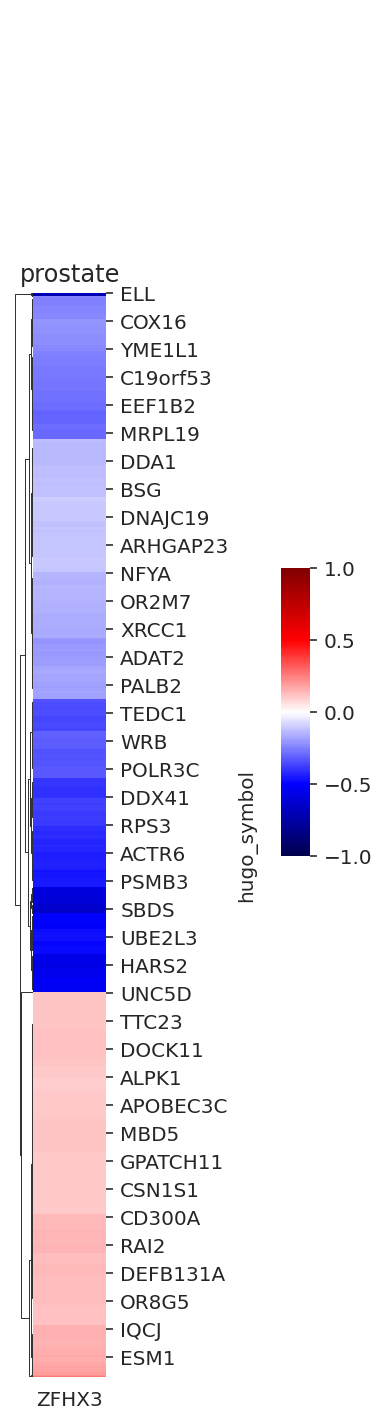 prostate
ELL
COX16
YME1L1
C19orf53
EEF1B2
MRPL19
DDA1
BSG
DNAJC19
ARHGAP23
NFYA
OR2M7
XRCC1
ADAT2
PALB2
TEDC1
WRB
POLR3C
DDX41
RPS3
ACTR6
PSMB3
SBDS
UBE2L3
HARS2
UNC5D
TTC23
DOCK11
ALPK1
APOBEC3C
MBD5
GPATCH11
CSN1S1
CD300A
RAI2
DEFB131A
OR8G5
IQCJ
ESM1
ZFHX3
hugo_symbol
1.0
0.5
0.0
−0.5
−1.0